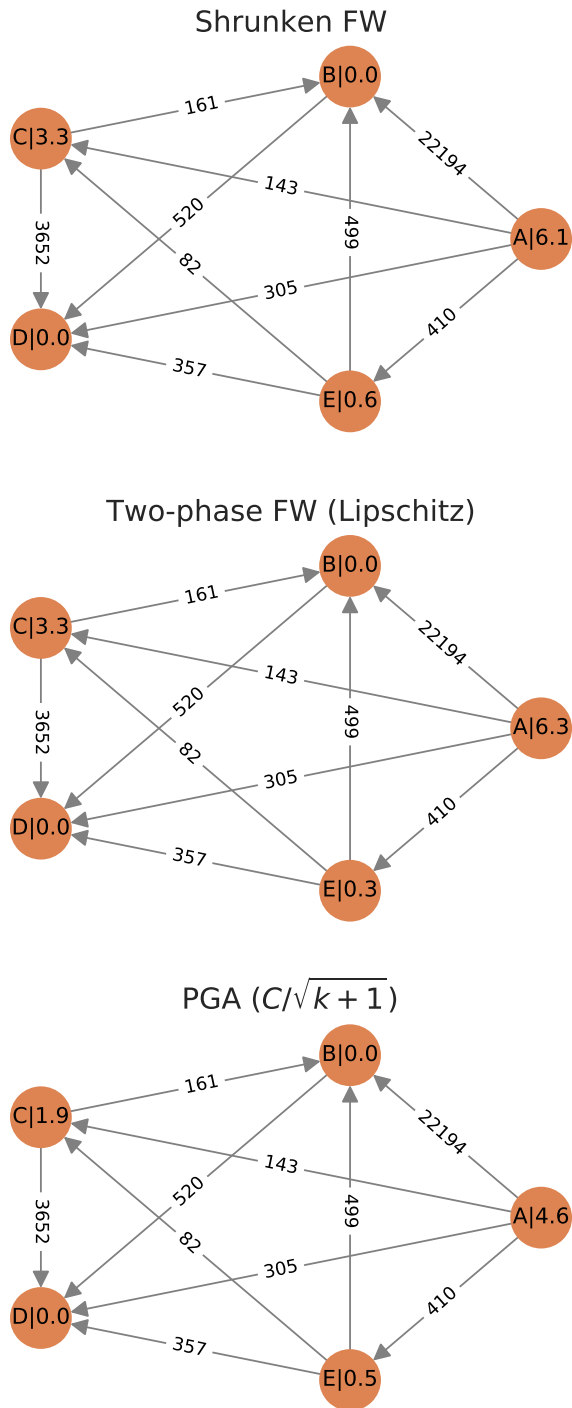 Shrunken FW
B|0.0
161
C|3.3
22194
143
520
499
A|6.1
3652
82
305
410
D|0.0
357
E|0.6
Two-phase FW (Lipschitz)
B|0.0
161
C|3.3
22194
143
520
499
A|6.3
3652
82
305
410
D|0.0
357
E|0.3
PGA (C/√k + 1)
B|0.0
161
C|1.9
22194
143
520
499
A|4.6
3652
82
305
410
D|0.0
357
E|0.5